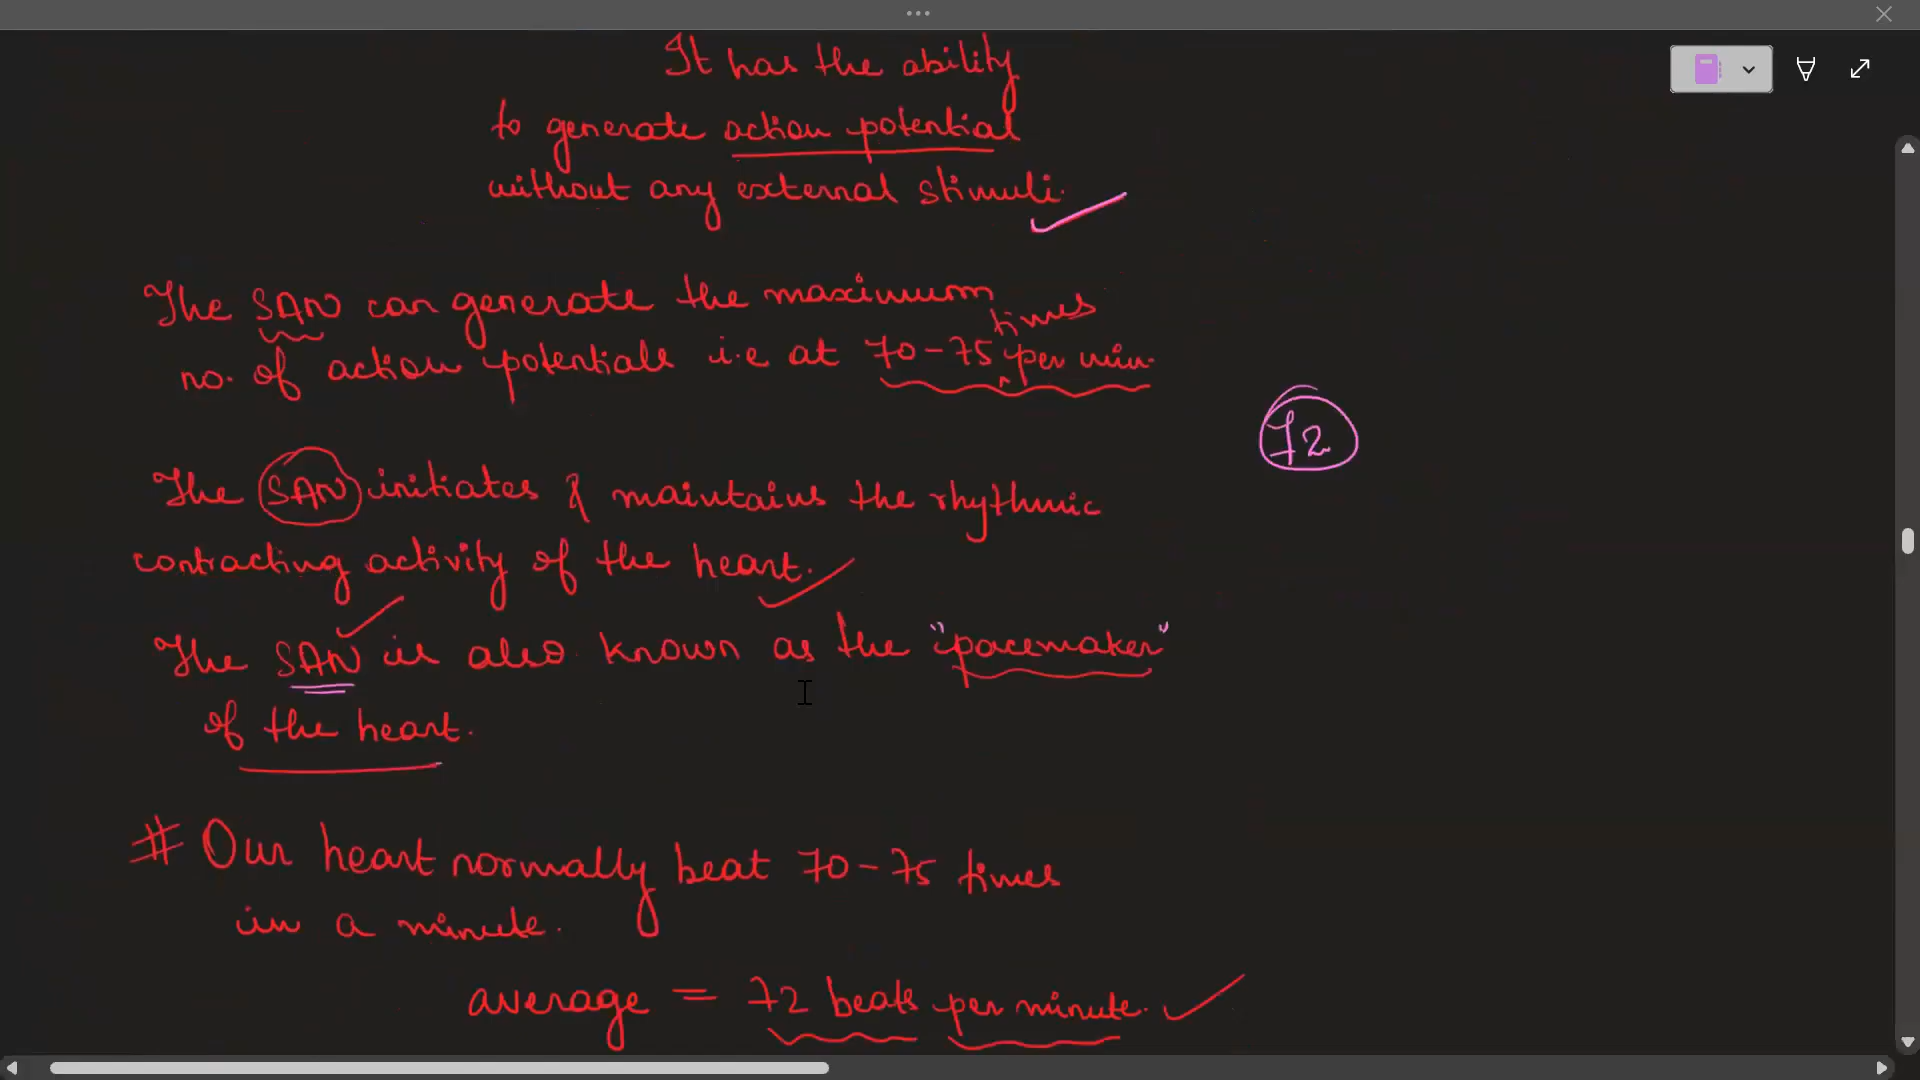 It has the ability
to generate action potential
without any external stimuli.
The SAN can generate the maximum
no. of action potentials i.e at 70-75 times per min.
72
The SAN initiates & maintains the rhythmic
contracting activity of the heart.
The SAN is also known as the "pacemaker"
of the heart.
# Our heart normally beat 70-75 times
in a minute.
average = 72 beats per minute.